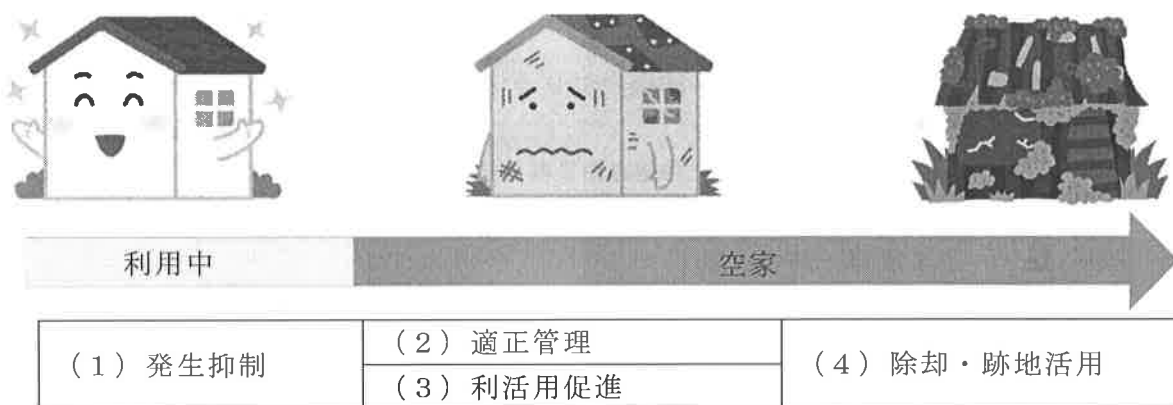 利用中
空家
（1）発生抑制
（2）適正管理
（3）利活用促進
（4）除却・跡地活用